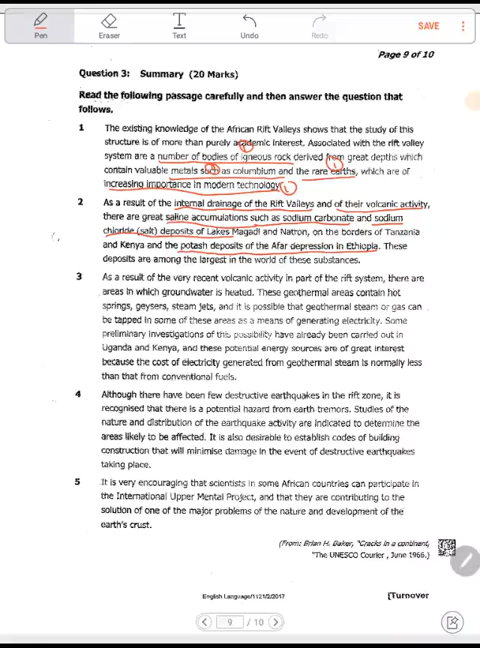 Pen
Eraser
T
Text
Undo
Redo
SAVE
Page 9 of 10
Question 3: Summary (20 Marks)
Read the following passage carefully and then answer the question that
follows.
1 The existing knowledge of the African Rift Valleys shows that the study of this
structure is of more than purely academic interest. Associated with the rift valley
system are a number of bodies of igneous rock derived from great depths which
contain valuable metals such as columbium and the rare earths, which are of
increasing importance in modern technology. 1
2 As a result of the internal drainage of the Rift Valleys and of their volcanic activity,
there are great saline accumulations such as sodium carbonate and sodium
chloride (salt) deposits of Lakes Magadi and Natron, on the borders of Tanzania
and Kenya and the potash deposits of the Afar depression in Ethiopia. These
deposits are among the largest in the world of these substances.
3 As a result of the very recent volcanic activity in part of the rift system, there are
areas in which groundwater is heated. These geothermal areas contain hot
springs, geysers, steam jets, and it is possible that geothermal steam or gas can
be tapped in some of these areas as a means of generating electricity. Some
preliminary investigations of this possibility have already been carried out in
Uganda and Kenya, and these potential energy sources are of great interest
because the cost of electricity generated from geothermal steam is normally less
than that from conventional fuels.
4 Although there have been few destructive earthquakes in the rift zone, it is
recognised that there is a potential hazard from earth tremors. Studies of the
nature and distribution of the earthquake activity are indicated to determine the
areas likely to be affected. It is also desirable to establish codes of building
construction that will minimise damage in the event of destructive earthquakes
taking place.
5 It is very encouraging that scientists in some African countries can participate in
the International Upper Mental Project, and that they are contributing to the
solution of one of the major problems of the nature and development of the
earth's crust.
(From: Brian H. Baker, "Cracks in a continent,
"The UNESCO Courier , June 1966.)
English Language/1121/2/2017
[Turnover
9 / 10